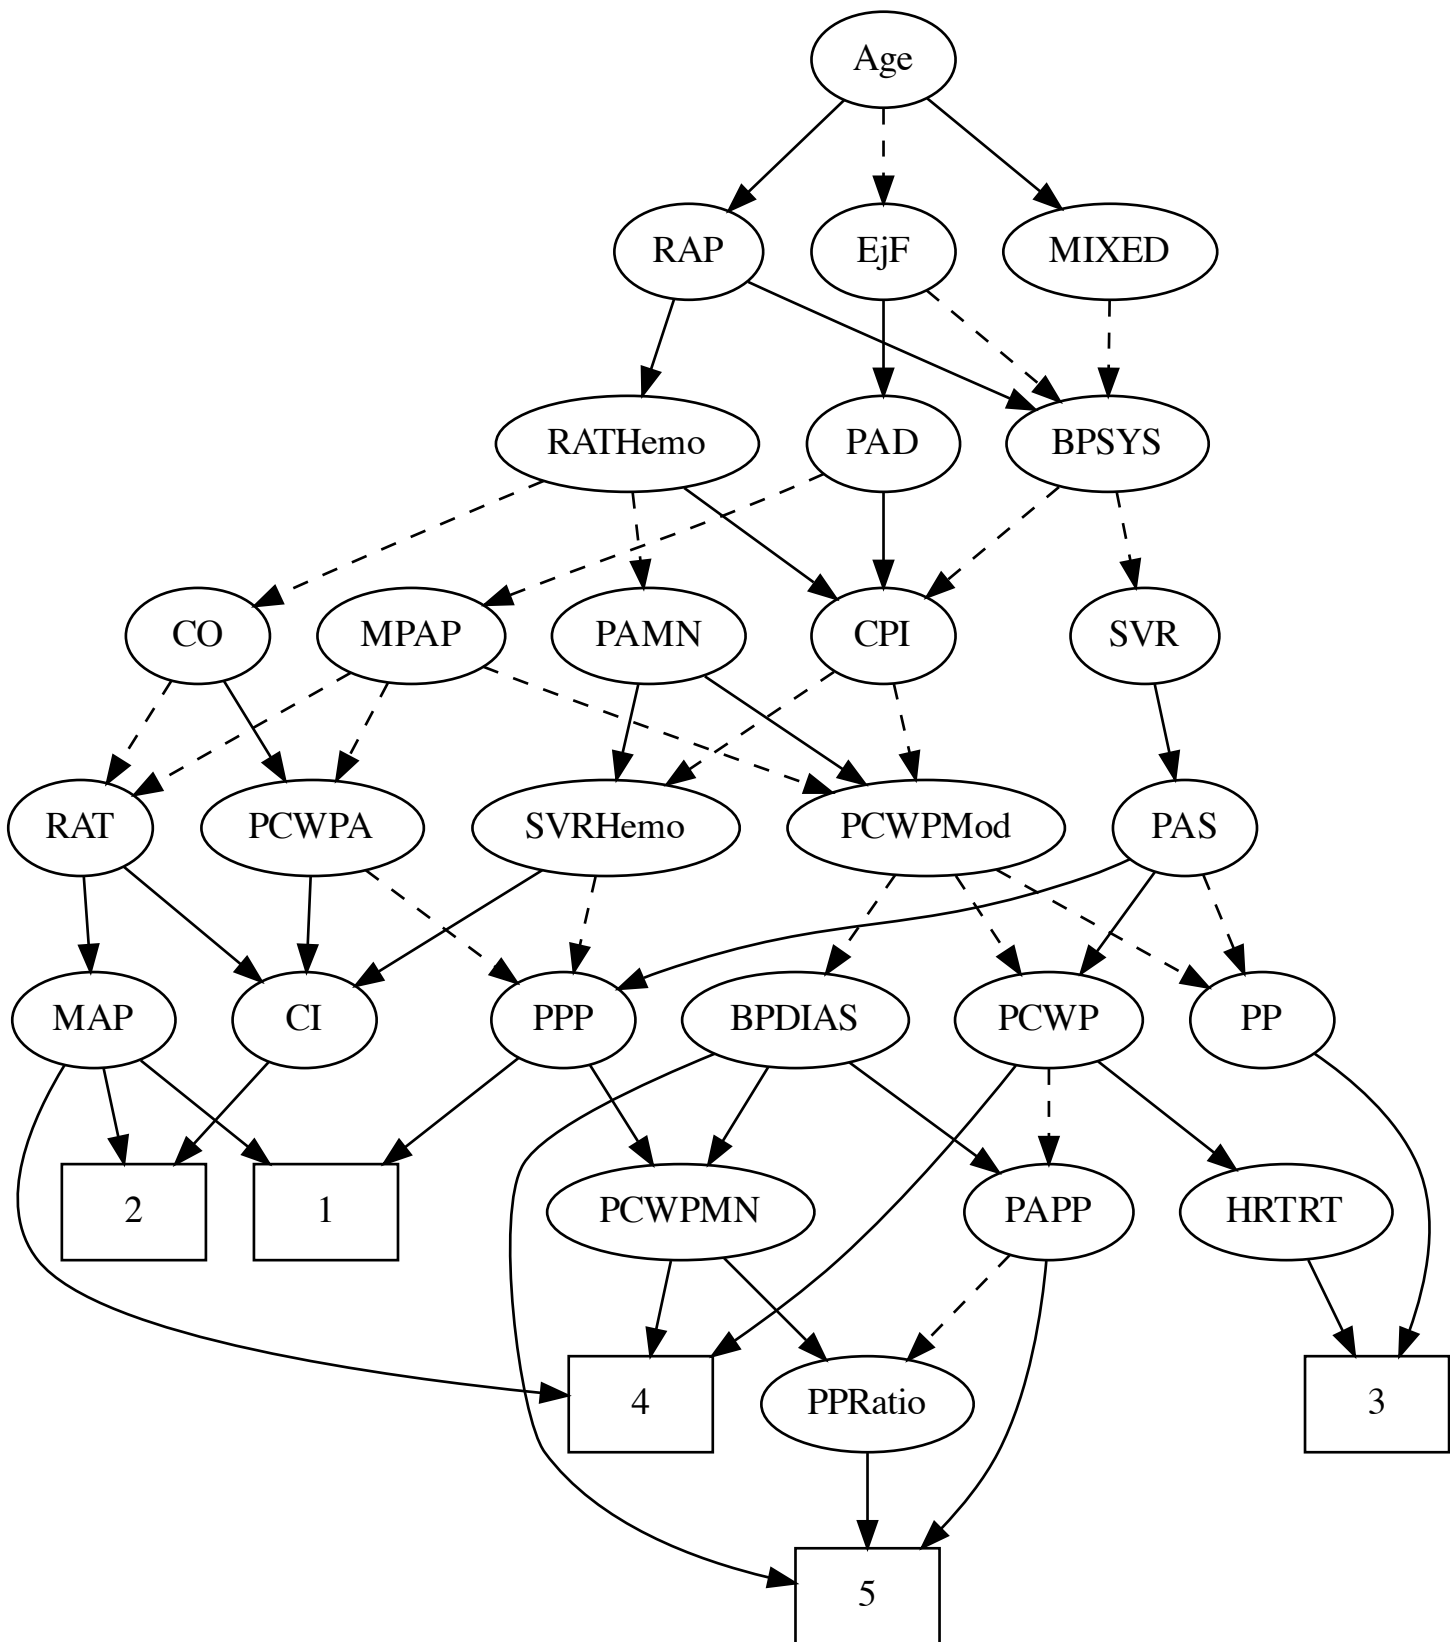 Age
RAP
EjF
MIXED
RATHemo
PAD
BPSYS
CO
MPAP
PAMN
CPI
SVR
RAT
PCWPA
SVRHemo
PCWPMod
PAS
MAP
CI
PPP
BPDIAS
PCWP
PP
2
1
PCWPMN
PAPP
HRTRT
4
PPRatio
3
5